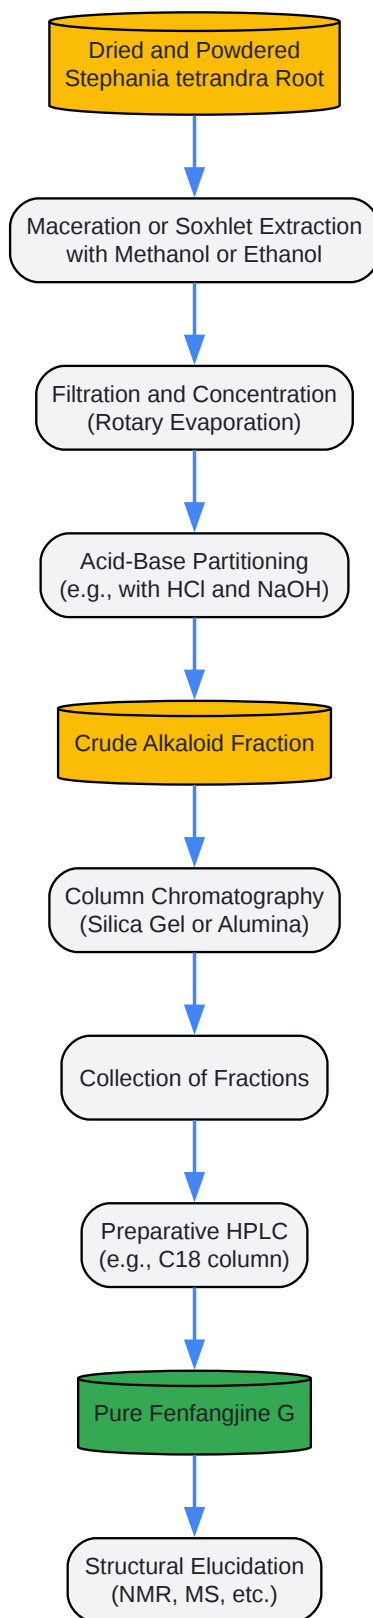 Dried and Powdered
Stephania tetrandra Root
Maceration or Soxhlet Extraction
with Methanol or Ethanol
Filtration and Concentration
(Rotary Evaporation)
Acid-Base Partitioning
(e.g., with HCl and NaOH)
Crude Alkaloid Fraction
Column Chromatography
(Silica Gel or Alumina)
Collection of Fractions
Preparative HPLC
(e.g., C18 column)
Pure Fenfangjine G
Structural Elucidation
(NMR, MS, etc.)